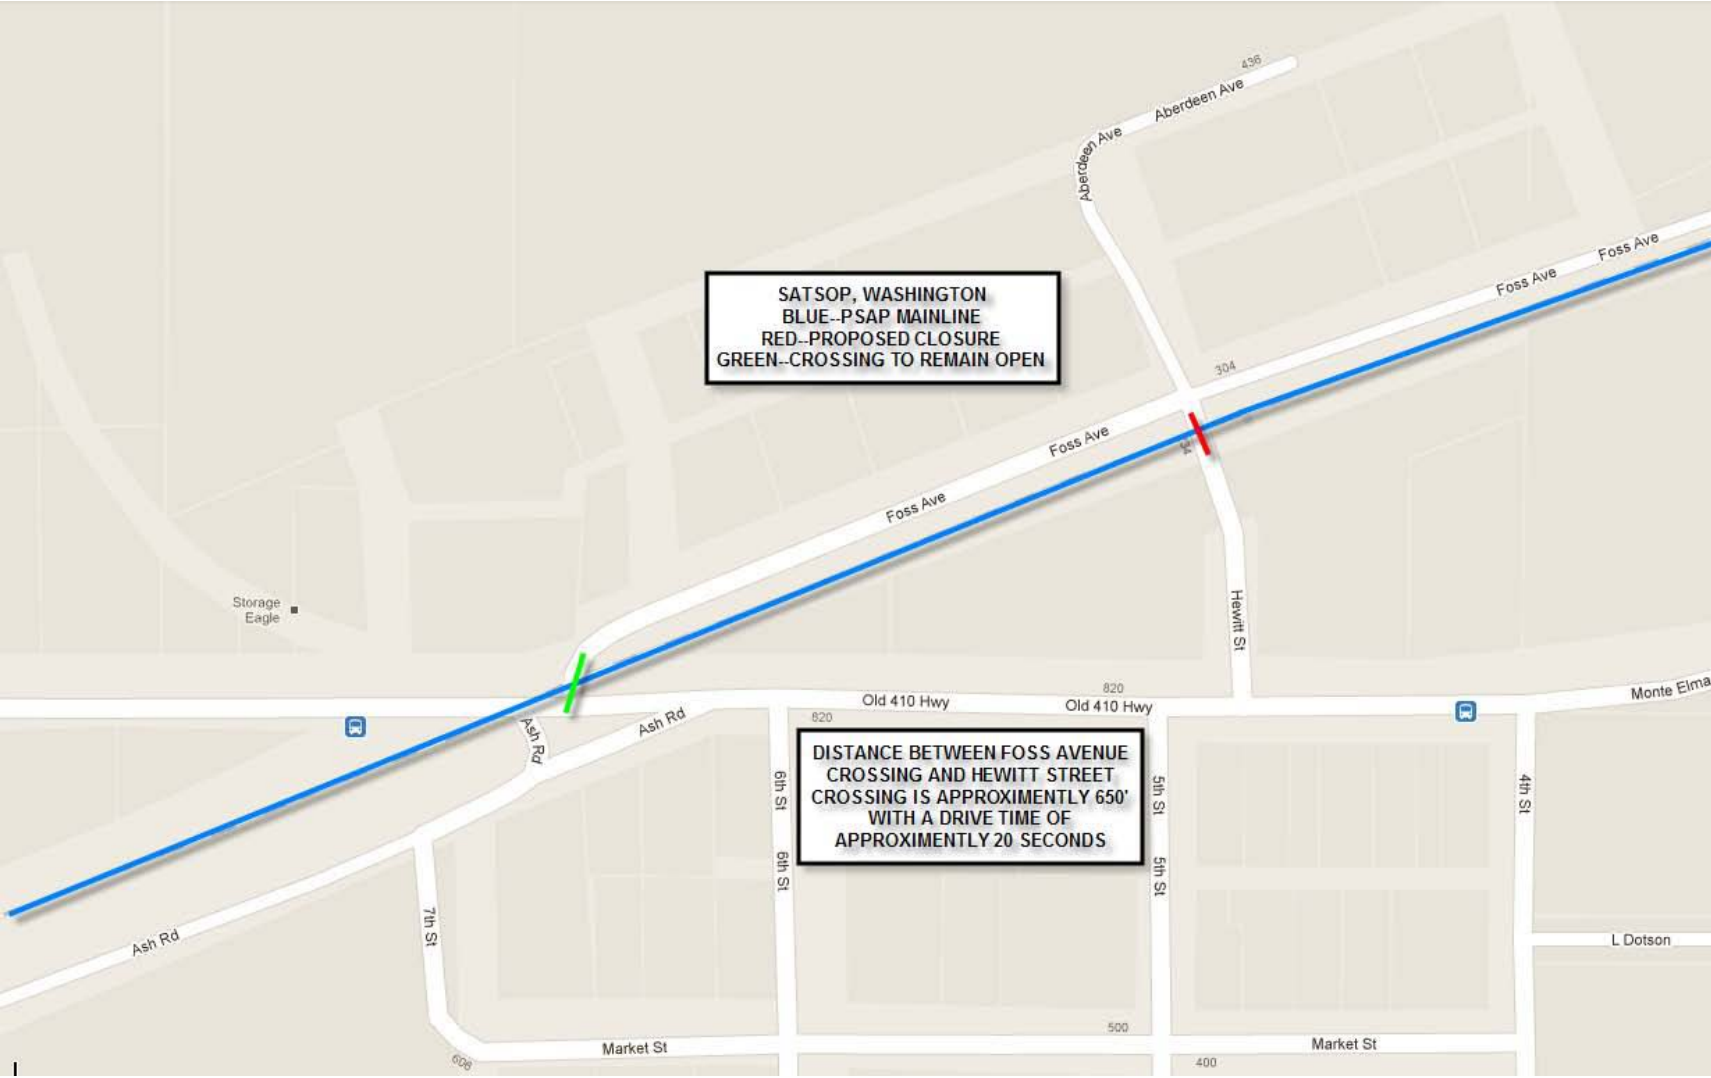 436
Aberdeen Ave
Aberdeen Ave
Foss Ave
Foss Ave
SATSOP, WASHINGTON
BLUE--PSAP MAINLINE
RED--PROPOSED CLOSURE
GREEN--CROSSING TO REMAIN OPEN
304
Foss Ave
34
Foss Ave
Storage
Eagle
Hewitt St
Old 410 Hwy
820
Old 410 Hwy
Monte Elma
Ash Rd
Ash Rd
820
DISTANCE BETWEEN FOSS AVENUE
CROSSING AND HEWITT STREET
CROSSING IS APPROXIMENTLY 650'
WITH A DRIVE TIME OF
APPROXIMENTLY 20 SECONDS
6th St
6th St
5th St
5th St
4th St
7th St
Ash Rd
L Dotson
Market St
500
Market St
606
400